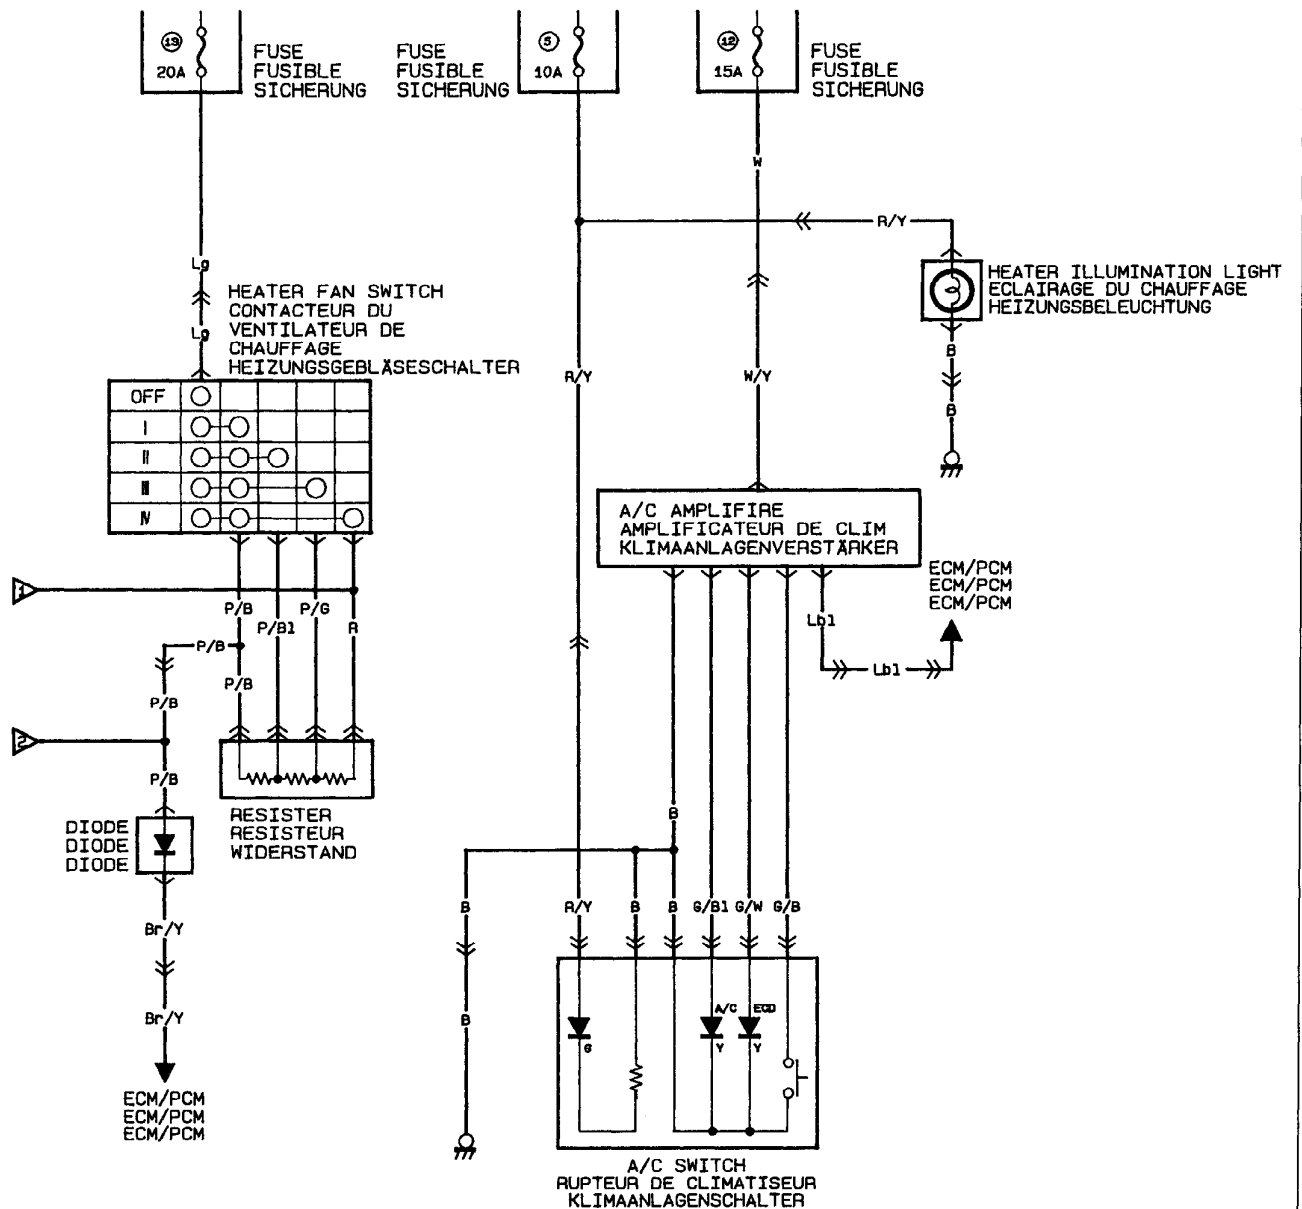 19
20A
FUSE
FUSIBLE
SICHERUNG
FUSE
FUSIBLE
SICHERUNG
5
10A
12
15A
FUSE
FUSIBLE
SICHERUNG
W
R/Y
Lg
HEATER ILLUMINATION LIGHT
ECLAIRAGE DU CHAUFFAGE
HEIZUNGSBELEUCHTUNG
HEATER FAN SWITCH
CONTACTEUR DU
VENTILATEUR DE
CHAUFFAGE
HEIZUNGSGEBLÄSESCHALTER
Lg
B
R/Y
W/Y
B
OFF
I
II
III
IV
A/C AMPLIFIRE
AMPLIFICATEUR DE CLIM
KLIMAANLAGENVERSTÄRKER
ECM/PCM
ECM/PCM
ECM/PCM
1
P/B
P/G
P/Bl
R
Lbl
P/B
Lbl
P/B
P/B
2
P/B
RESISTER
RESISTEUR
WIDERSTAND
DIODE
DIODE
DIODE
B
B
R/Y
B
B
G/Bl
G/W
G/B
Br/Y
A/C
ECO
Br/Y
B
G
Y
Y
ECM/PCM
ECM/PCM
ECM/PCM
A/C SWITCH
RUPTEUR DE CLIMATISEUR
KLIMAANLAGENSCHALTER